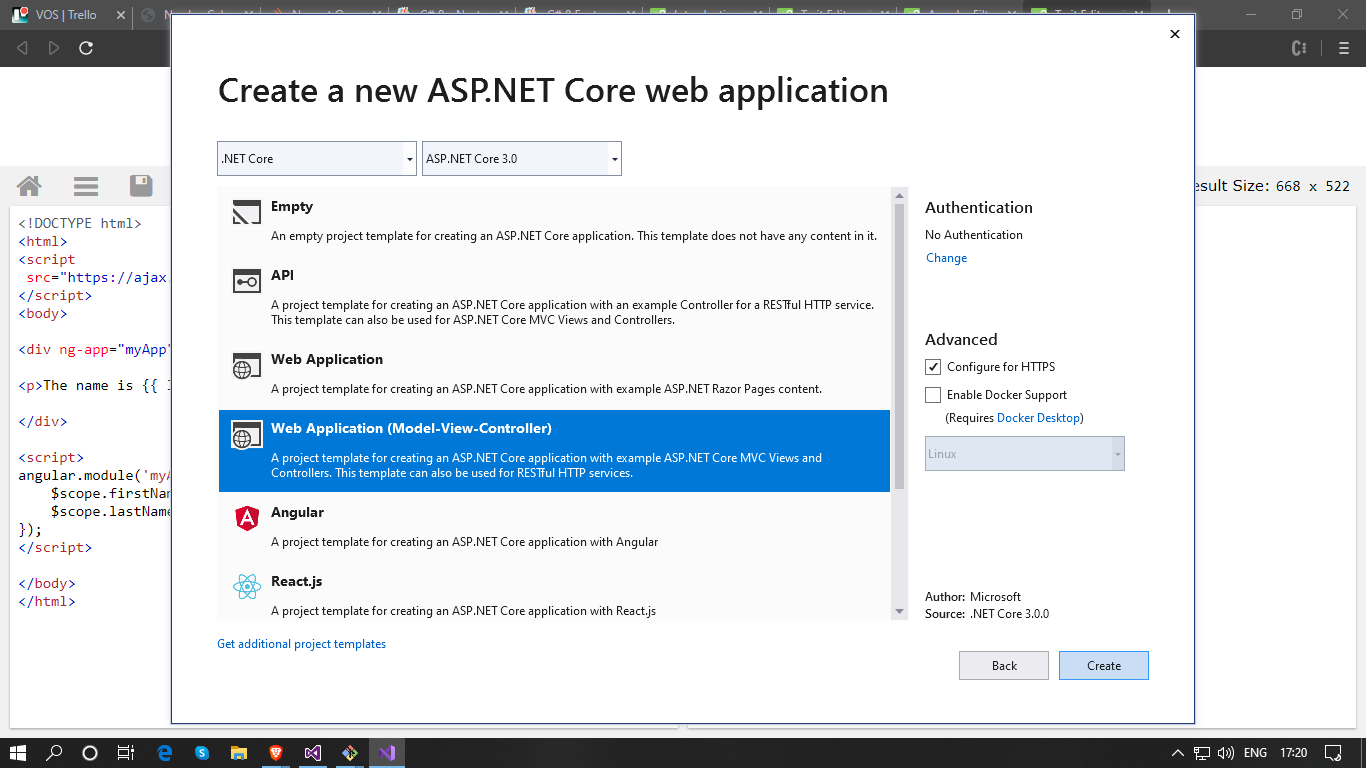 VOS | Trello
Create a new ASP.NET Core web application
.NET Core
ASP.NET Core 3.0
Empty
An empty project template for creating an ASP.NET Core application. This template does not have any content in it.
API
A project template for creating an ASP.NET Core application with an example Controller for a RESTful HTTP service.
This template can also be used for ASP.NET Core MVC Views and Controllers.
Web Application
A project template for creating an ASP.NET Core application with example ASP.NET Razor Pages content.
Web Application (Model-View-Controller)
A project template for creating an ASP.NET Core application with example ASP.NET Core MVC Views and
Controllers. This template can also be used for RESTful HTTP services.
Angular
A project template for creating an ASP.NET Core application with Angular
React.js
A project template for creating an ASP.NET Core application with React.js
Get additional project templates
Authentication
No Authentication
Change
Advanced
Configure for HTTPS
Enable Docker Support
(Requires Docker Desktop)
Linux
Author: Microsoft
Source: .NET Core 3.0.0
Back
Create
Size: 668 x 522
<!DOCTYPE html>
<html>
<script
src="https://ajax.
</script>
<body>
<div ng-app="myApp"
<p>The name is {{
</div>
<script>
angular.module('myA
$scope.firstNam
$scope.lastName
});
</script>
</body>
</html>
ENG
17:20